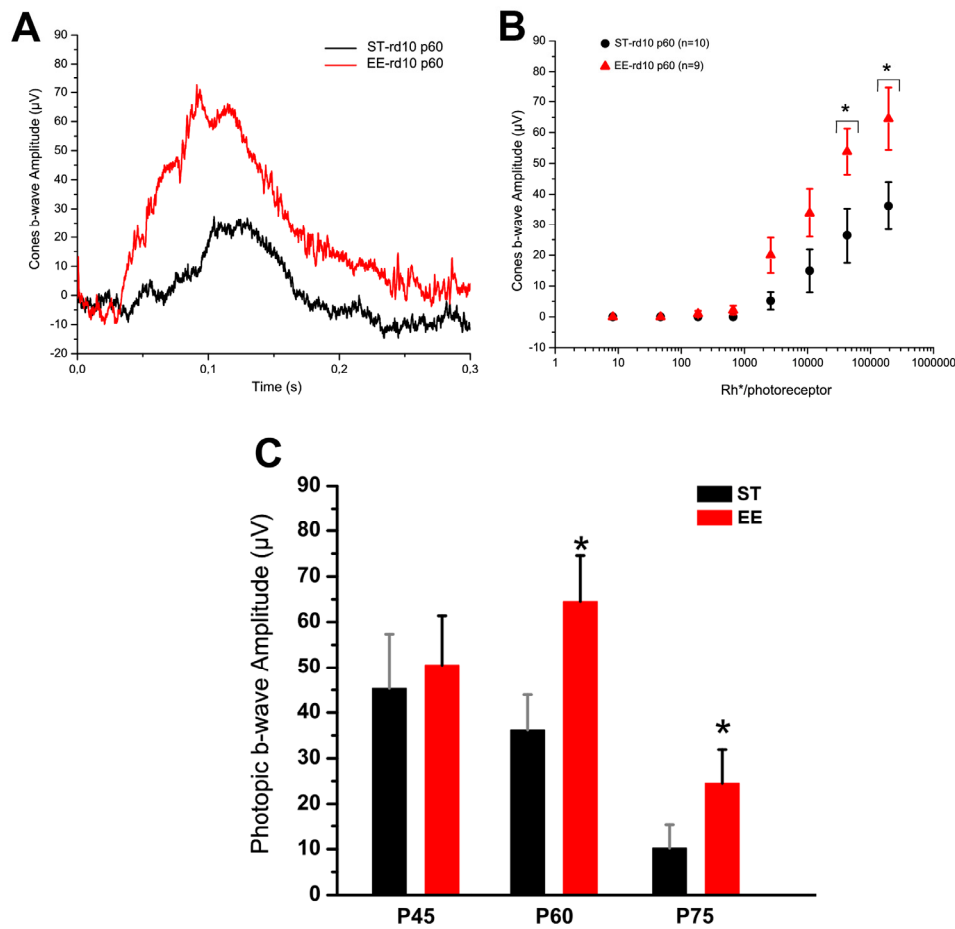 A
ST-rd10 p60
EE-rd10 p60
Cones b-wave Amplitude (µV)
90
80
70
60
50
40
30
20
10
0
-10
-20
0,0
0,1
0,2
0,3
Time (s)
B
ST-rd10 p60 (n=10)
EE-rd10 p60 (n=9)
Cones b-wave Amplitude (µV)
90
80
70
60
50
40
30
20
10
0
-10
*
*
1
10
100
1000
10000
100000
1000000
Rh*/photoreceptor
C
ST
EE
Photopic b-wave Amplitude (µV)
90
80
70
60
50
40
30
20
10
0
*
*
P45
P60
P75